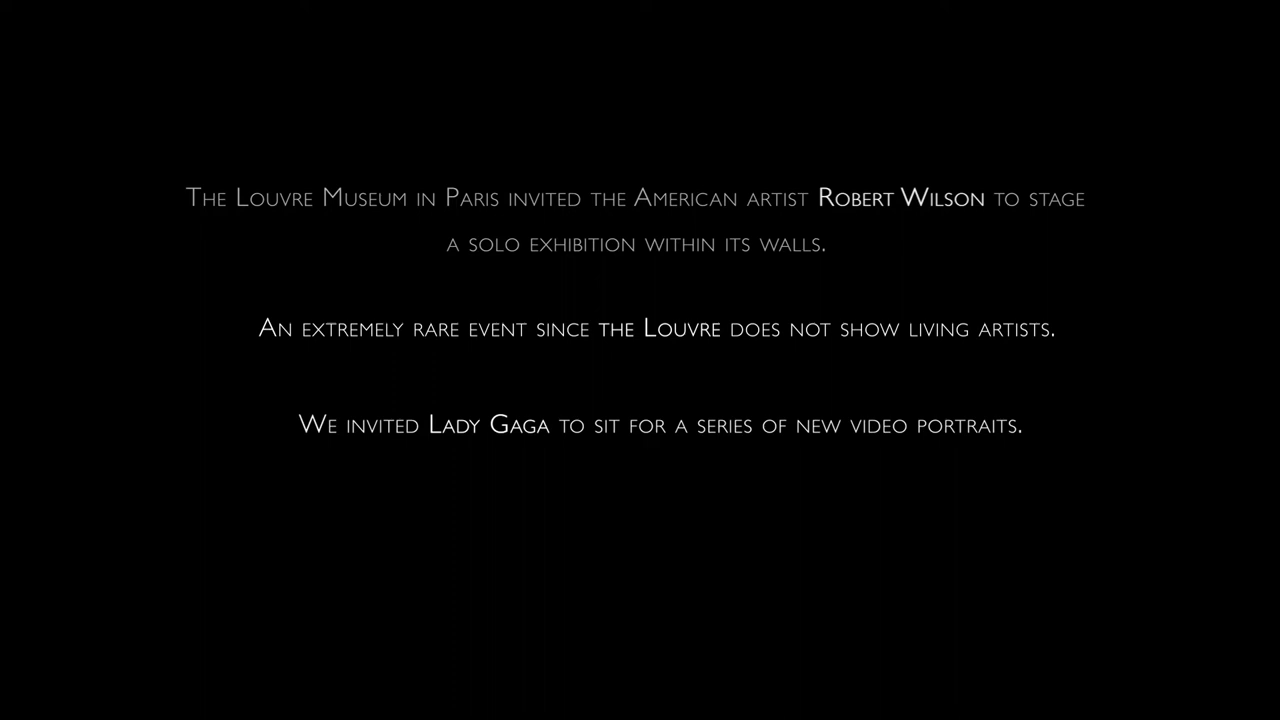 The Louvre Museum in Paris invited the American artist Robert Wilson to stage
a solo exhibition within its walls.
An extremely rare event since the Louvre does not show living artists.
We invited Lady Gaga to sit for a series of new video portraits.